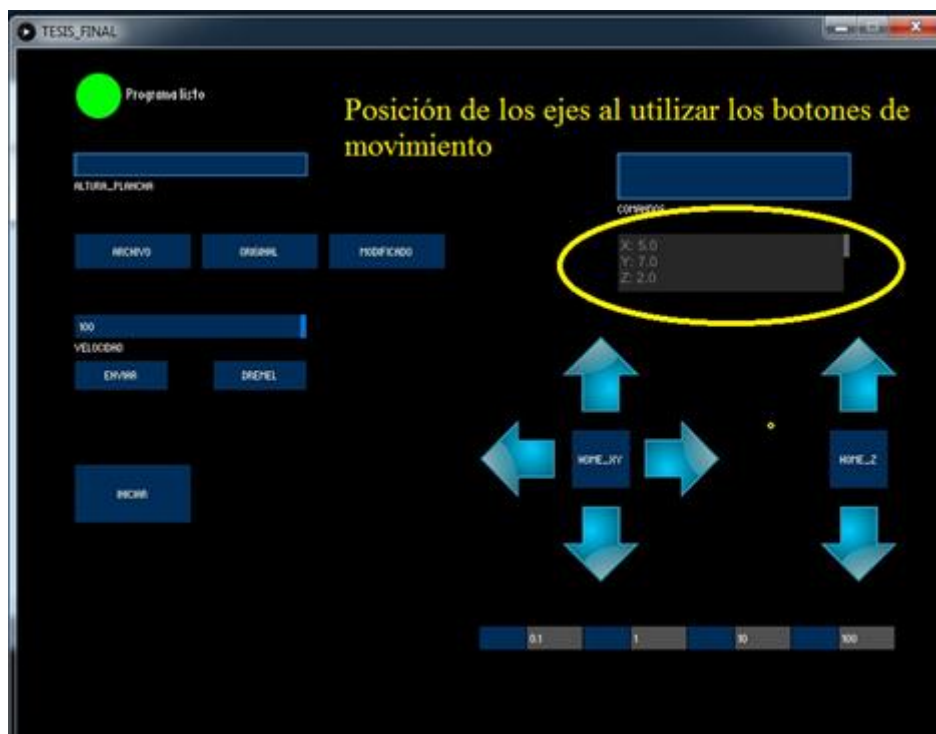 TESIS_FINAL
Programa listo
Posición de los ejes al utilizar los botones de
movimiento
ALTURA_PLANCHA
COMANDOS
ARCHIVO
ORIGINAL
MODIFICADO
X: 5.0
Y: 7.0
Z: 2.0
100
VELOCIDAD
ENVIAR
DREMEL
HOME_XY
HOME_Z
INICIAR
0.1
1
10
100